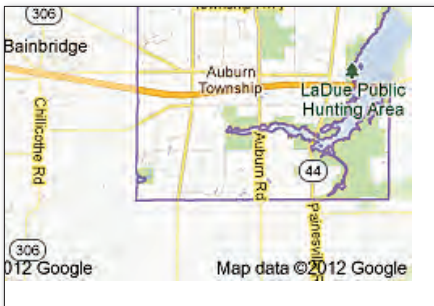 306
Bainbridge
Auburn
Township
LaDue Public
Hunting Area
Chillicothe Rd
Auburn Rd
44
Painesville R
306
012 Google
Map data ©2012 Google